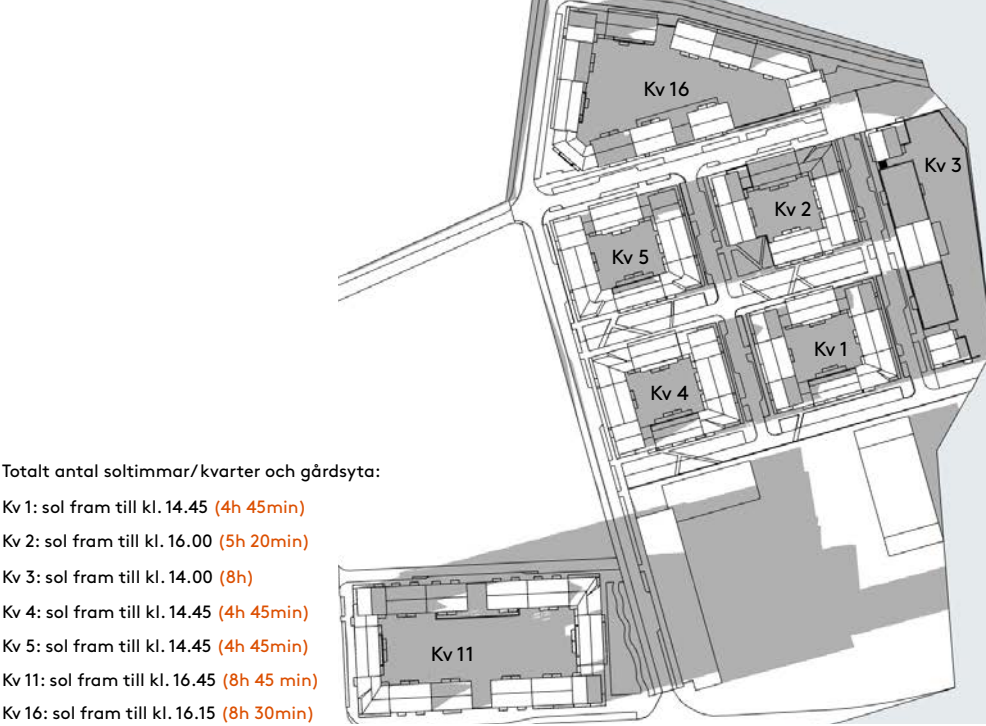 Kv 16
Kv 3
Kv 2
Kv 5
Kv 1
Kv 4
Kv 11
Totalt antal soltimmar/kvarter och gårdsyta:
Kv 1: sol fram till kl. 14.45 (4h 45min)
Kv 2: sol fram till kl. 16.00 (5h 20min)
Kv 3: sol fram till kl. 14.00 (8h)
Kv 4: sol fram till kl. 14.45 (4h 45min)
Kv 5: sol fram till kl. 14.45 (4h 45min)
Kv 11: sol fram till kl. 16.45 (8h 45 min)
Kv 16: sol fram till kl. 16.15 (8h 30min)